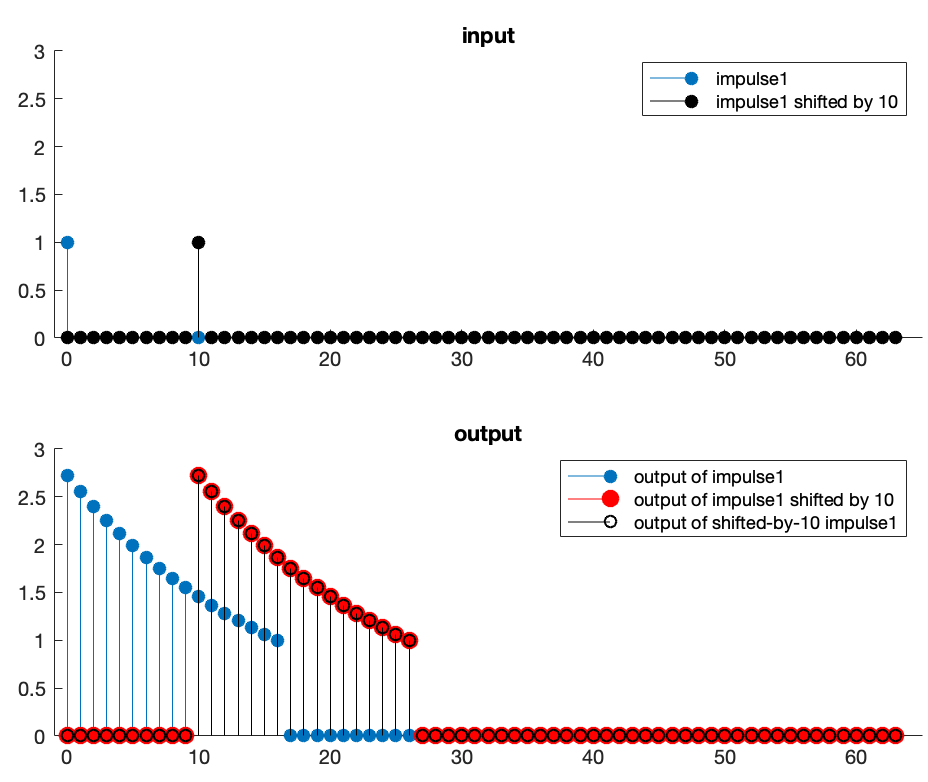 input
3
2.5
2
1.5
1
0.5
0
0 10 20 30 40 50 60
impulse1
impulse1 shifted by 10
output
3
2.5
2
1.5
1
0.5
0
0 10 20 30 40 50 60
output of impulse1
output of impulse1 shifted by 10
output of shifted-by-10 impulse1